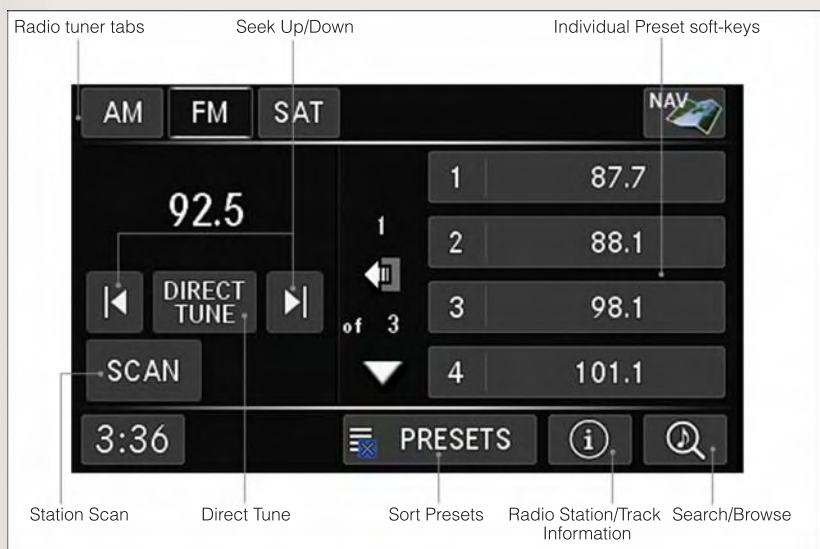 Radio tuner tabs Seek Up/Down Individual Preset soft-keys
AM FM SAT NAV
1 87.7
92.5
1
2 88.1
DIRECT
TUNE
3 98.1
of 3
SCAN
4 101.1
3:36 PRESETS i
Station Scan Direct Tune Sort Presets Radio Station/Track Search/Browse
Information